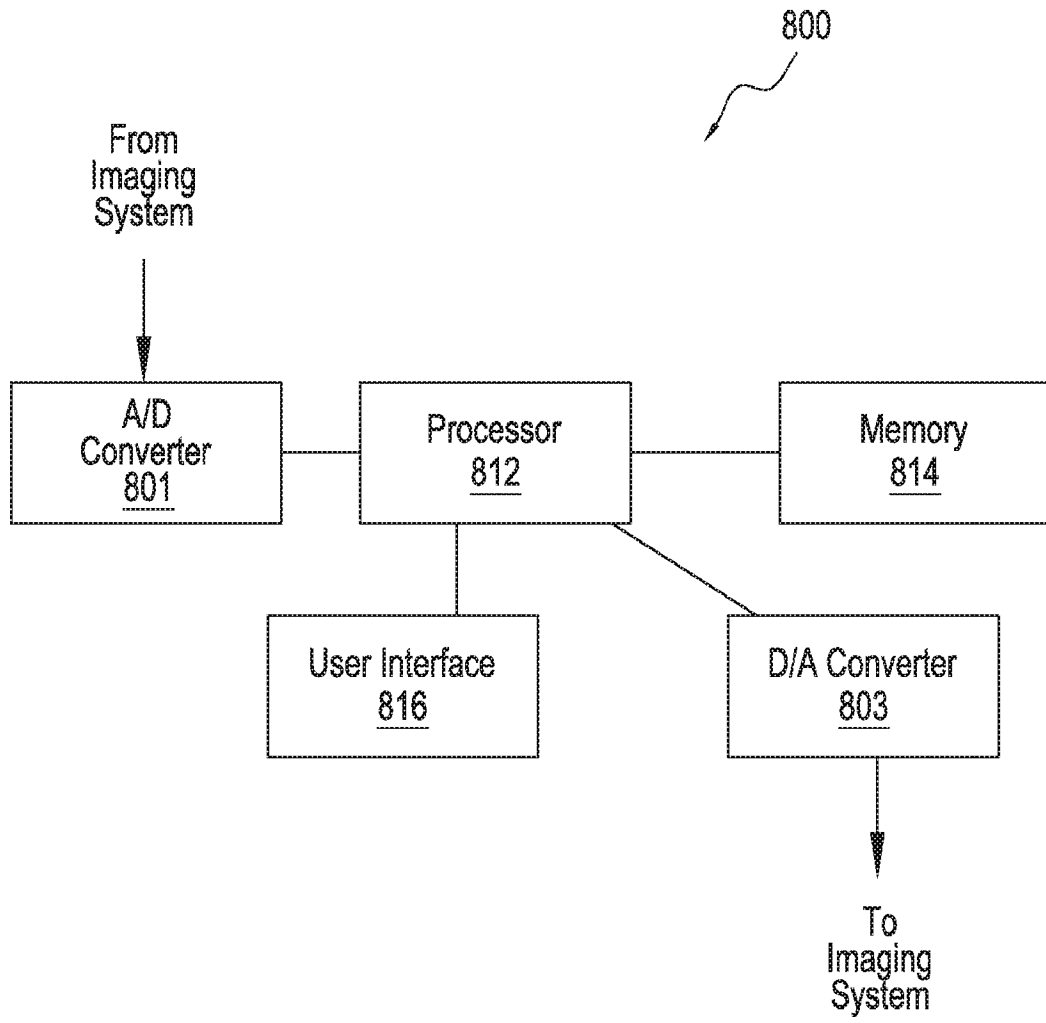 800
From
Imaging
System
A/D
Converter
801
Processor
812
Memory
814
User Interface
816
D/A Converter
803
To
Imaging
System